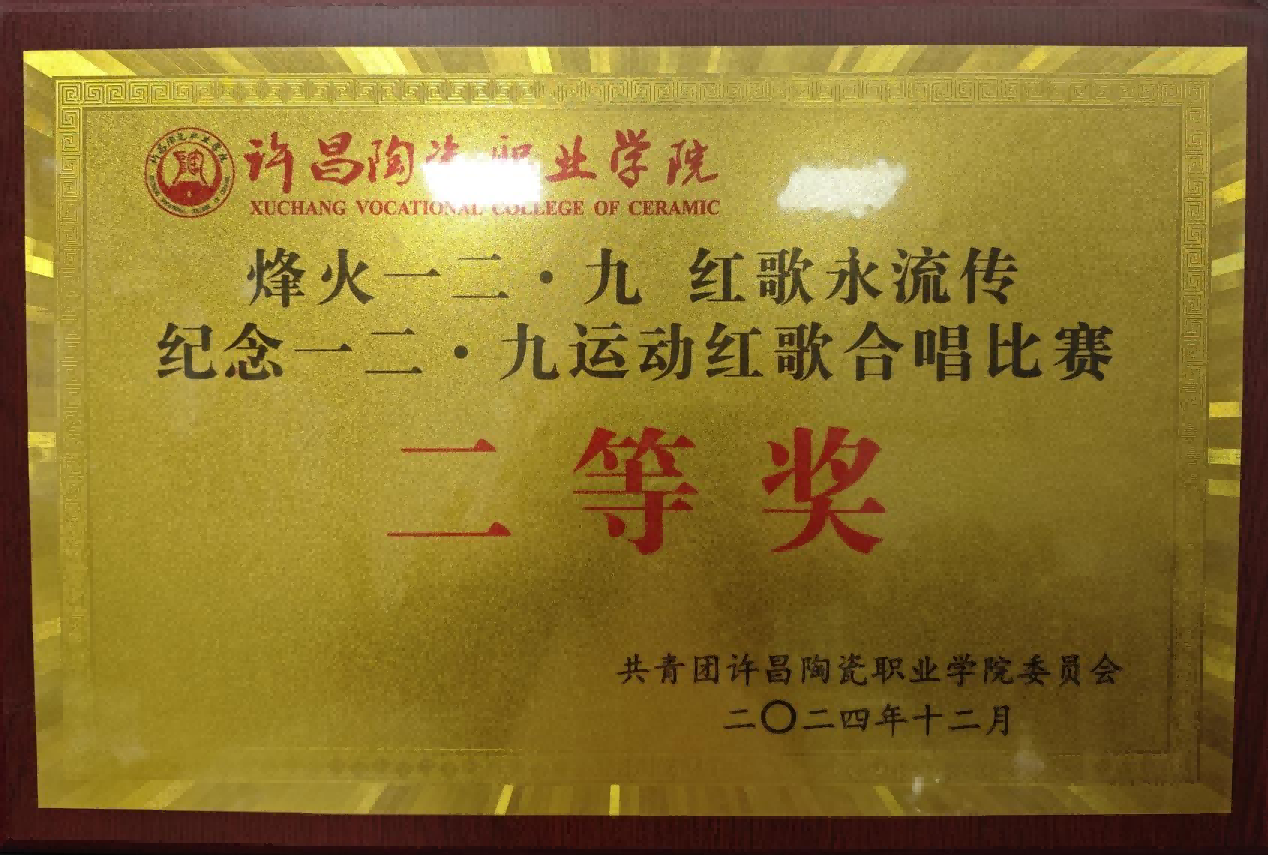 许昌陶瓷职业学院
XUCHANG VOCATIONAL COLLEGE OF CERAMIC
烽火一二·九 红歌永流传
纪念一二·九运动红歌合唱比赛
二等奖
共青团许昌陶瓷职业学院委员会
二〇二四年十二月